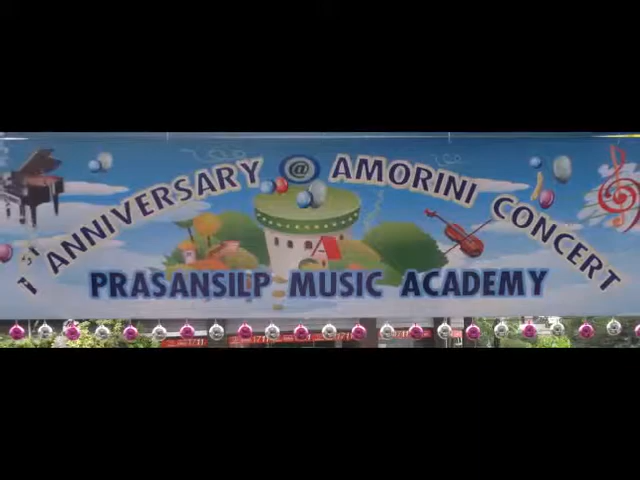 1st ANNIVERSARY @ AMORINI CONCERT
PRASANSILP MUSIC ACADEMY